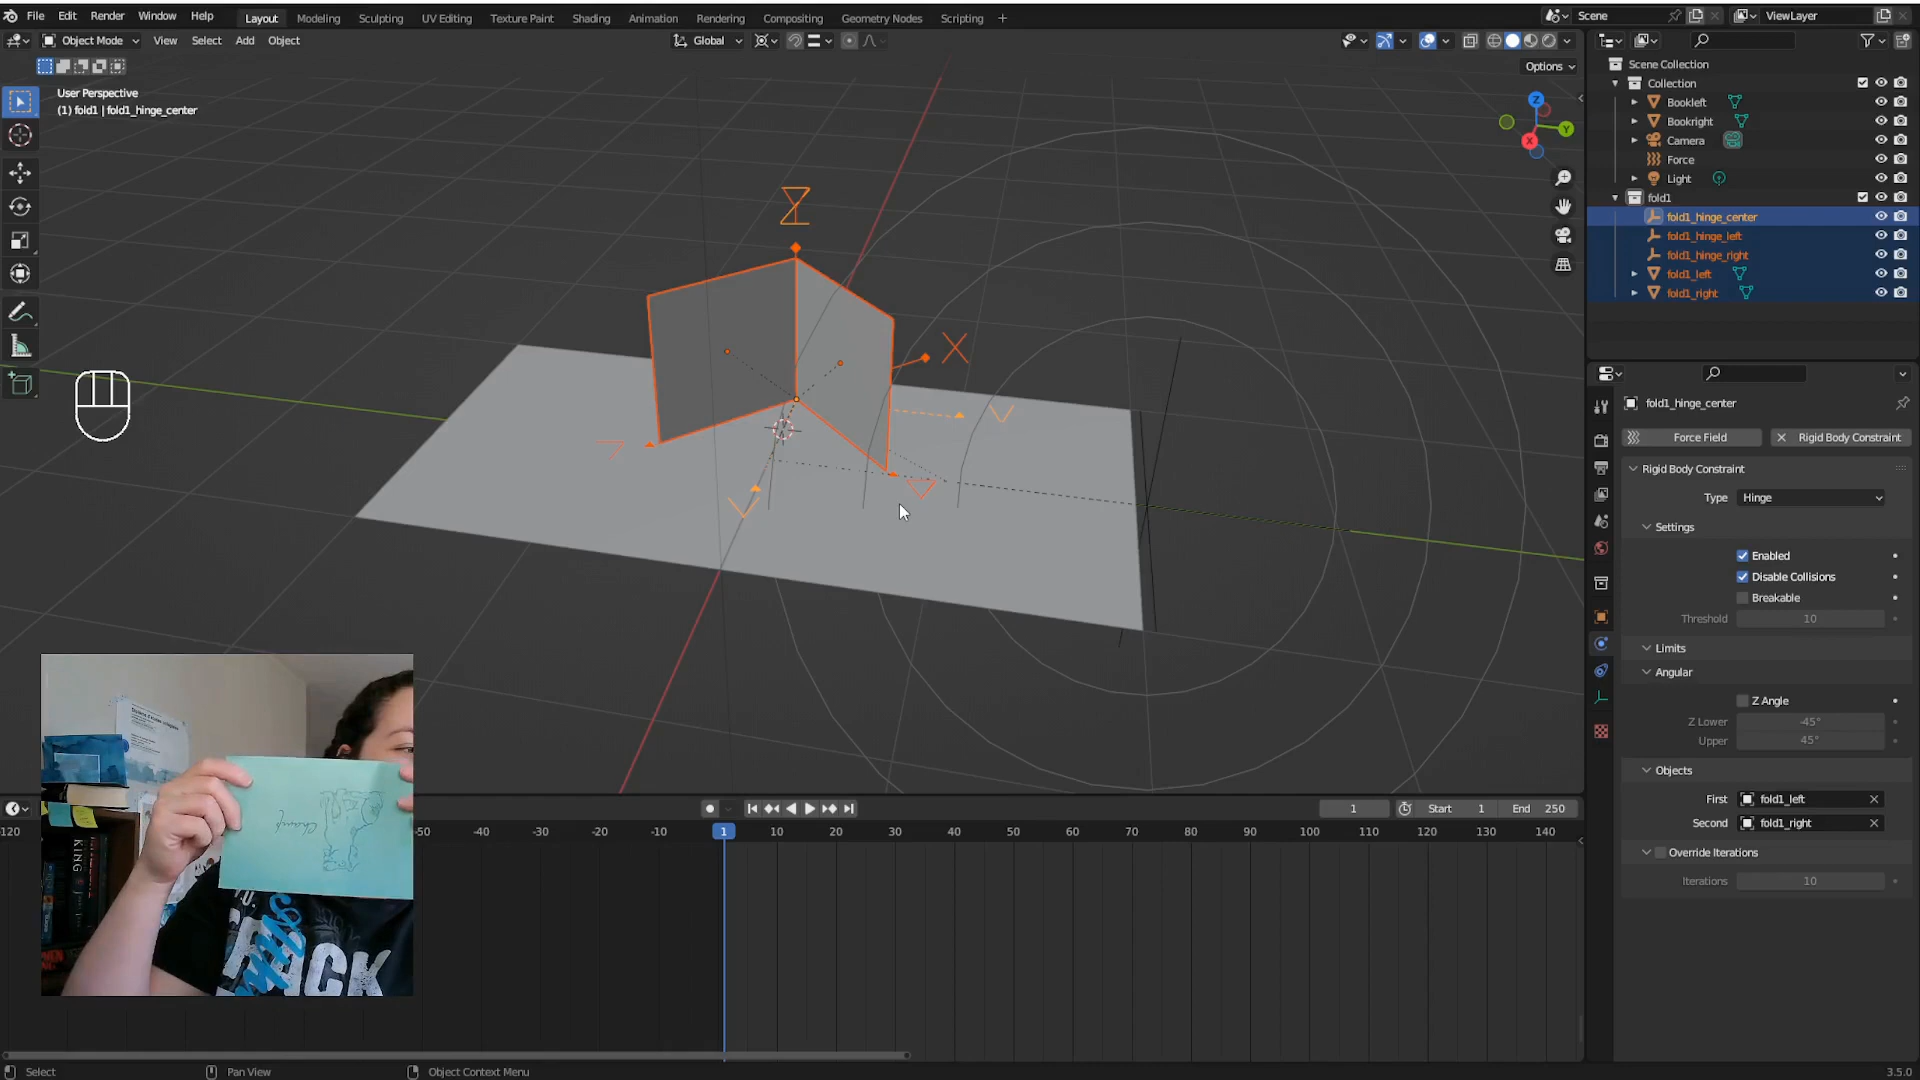 File Edit Render Window Help Layout Modeling Sculpting UV Editing Texture Paint Shading Animation Rendering Compositing Geometry Nodes Scripting + Scene ViewLayer
Object Mode View Select Add Object Global
Options
User Perspective
(1) fold1 | fold1_hinge_center
Scene Collection
Collection
Bookleft
Bookright
Camera
Force
Light
fold1
fold1_hinge_center
fold1_hinge_left
fold1_hinge_right
fold1_left
fold1_right
Z
X
Z
Y
X
fold1_hinge_center
Force Field Rigid Body Constraint
Rigid Body Constraint
Type Hinge
Settings
Enabled
Disable Collisions
Breakable
Threshold 10
Limits
Angular
Z Angle
Z Lower -45°
Upper 45°
Objects
First fold1_left
Second fold1_right
Override Iterations
Iterations 10
1 Start 1 End 250
-120 -50 -40 -30 -20 -10 1 10 20 30 40 50 60 70 80 90 100 110 120 130 140
KING
Champ
PACK
Select Pan View Object Context Menu 3.5.0